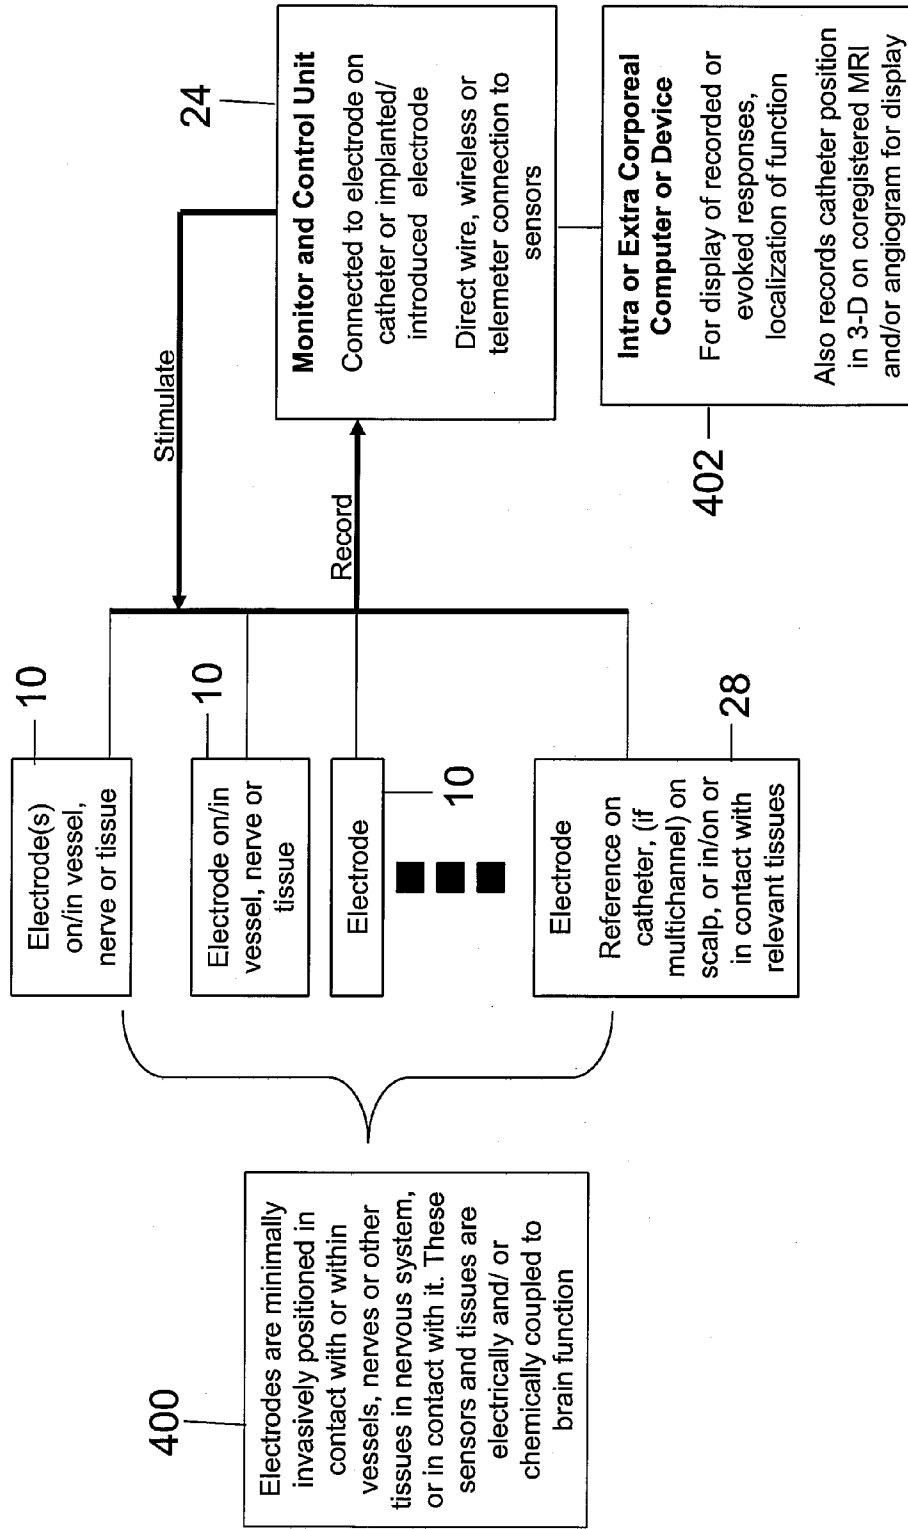 400
Electrodes are minimally
invasively positioned in
contact with or within
vessels, nerves or other
tissues in nervous system,
or in contact with it. These
sensors and tissues are
electrically and/ or
chemically coupled to
brain function
10
Electrode(s)
on/in vessel,
nerve or tissue
10
Electrode on/in
vessel, nerve or
tissue
Electrode
10
Electrode
Reference on
catheter, (if
multichannel) on
scalp, or in/on or
in contact with
relevant tissues
28
Stimulate
Record
24
Monitor and Control Unit
Connected to electrode on
catheter or implanted/
introduced electrode
Direct wire, wireless or
telemeter connection to
sensors
402
Intra or Extra Corporeal
Computer or Device
For display of recorded or
evoked responses,
localization of function
Also records catheter position
in 3-D on coregistered MRI
and/or angiogram for display